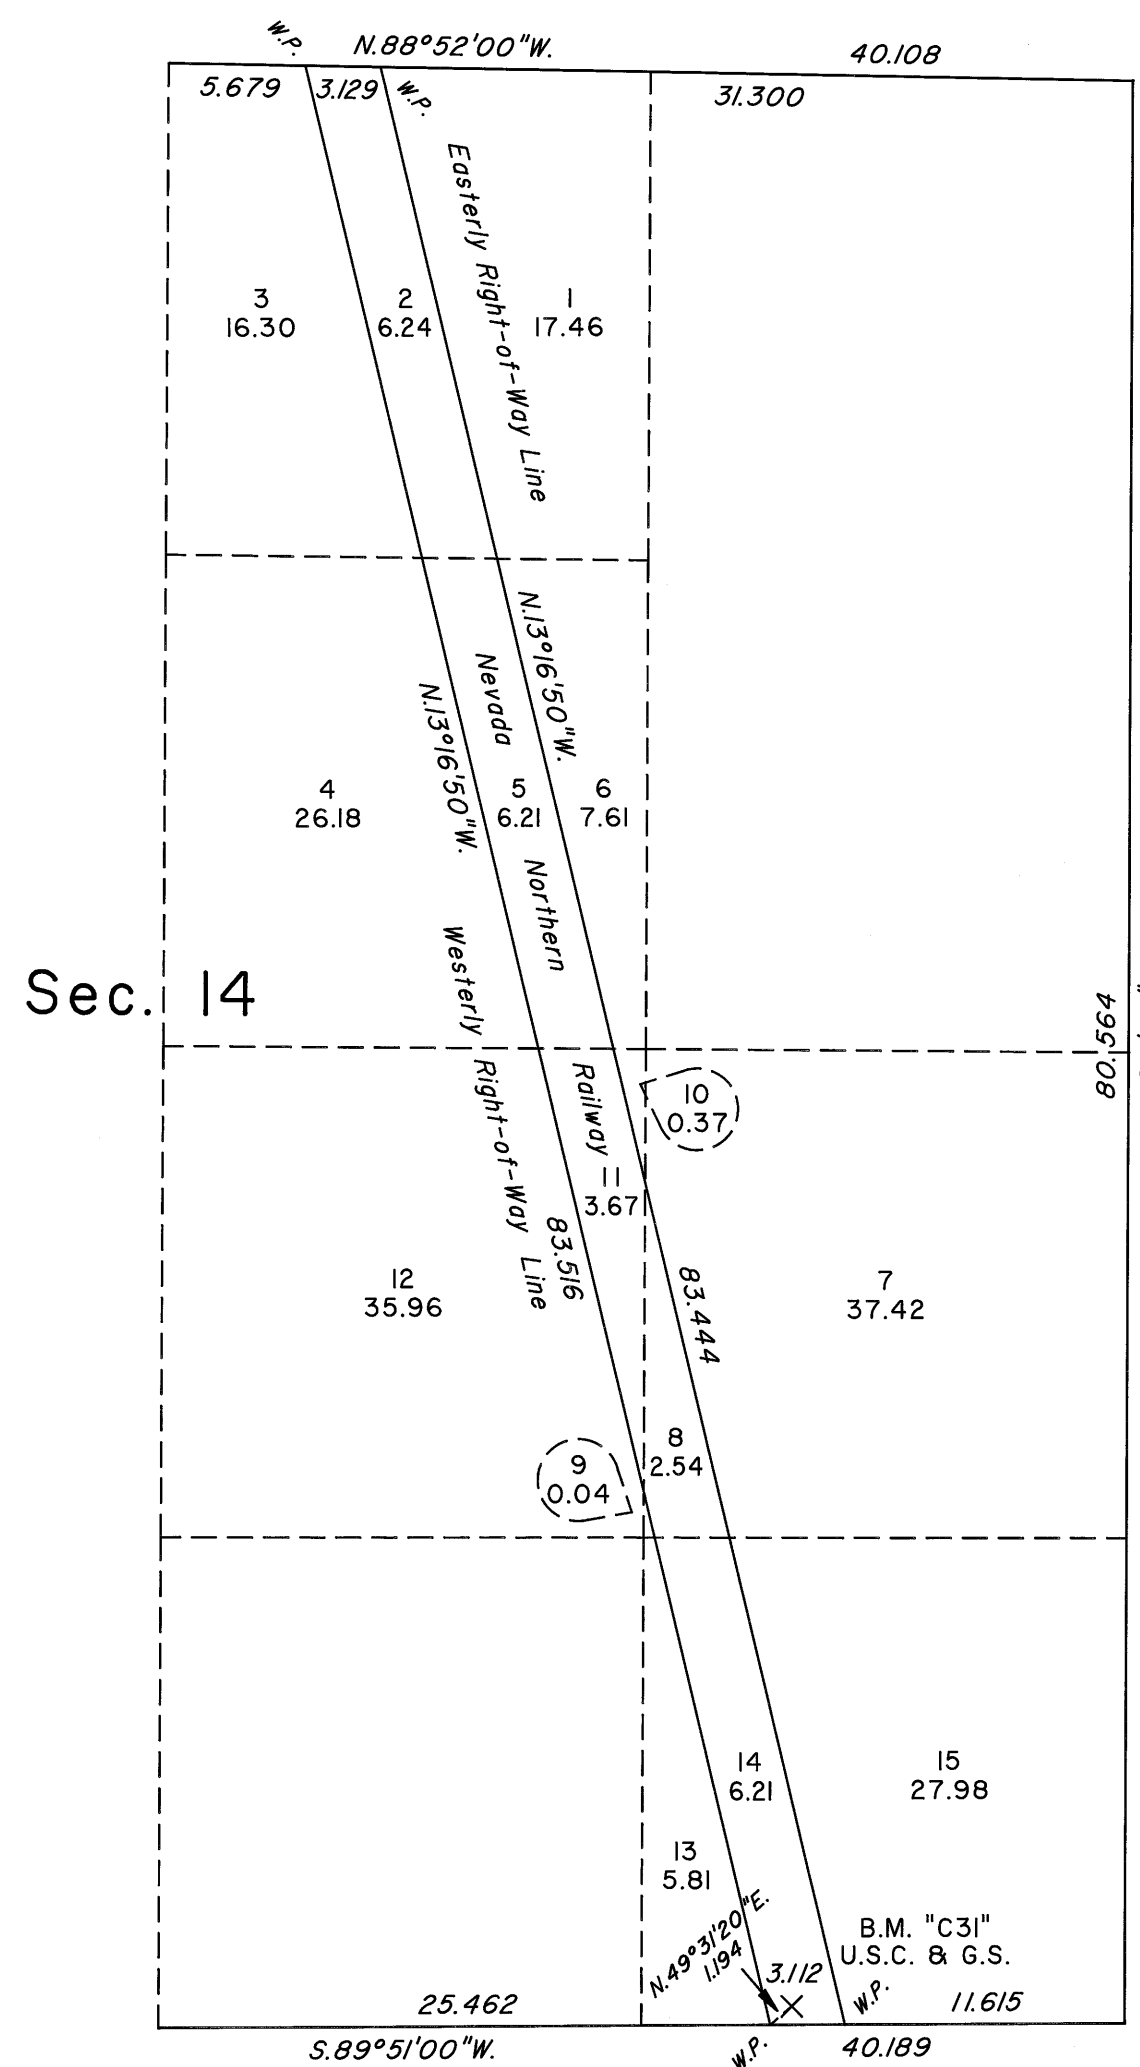 W.P.
N.88°52'00"W.
40.108
5.679
3.129
W.P.
31.300
Easterly Right-of-Way Line
3
16.30
2
6.24
1
17.46
N.13°16'50"W.
Nevada
N.13°16'50"W.
4
26.18
5
6.21
6
7.61
Northern
Westerly
Sec. 14
80.564
Railway
10
0.37
Right-of-Way
11
3.67
83.516
Line
12
35.96
83.444
7
37.42
8
2.54
9
0.04
14
6.21
15
27.98
13
5.81
N.49°31'20"E.
1.194
B.M. "C31"
U.S.C. & G.S.
3.112
W.P.
25.462
11.615
S.89°51'00"W.
W.P.
40.189